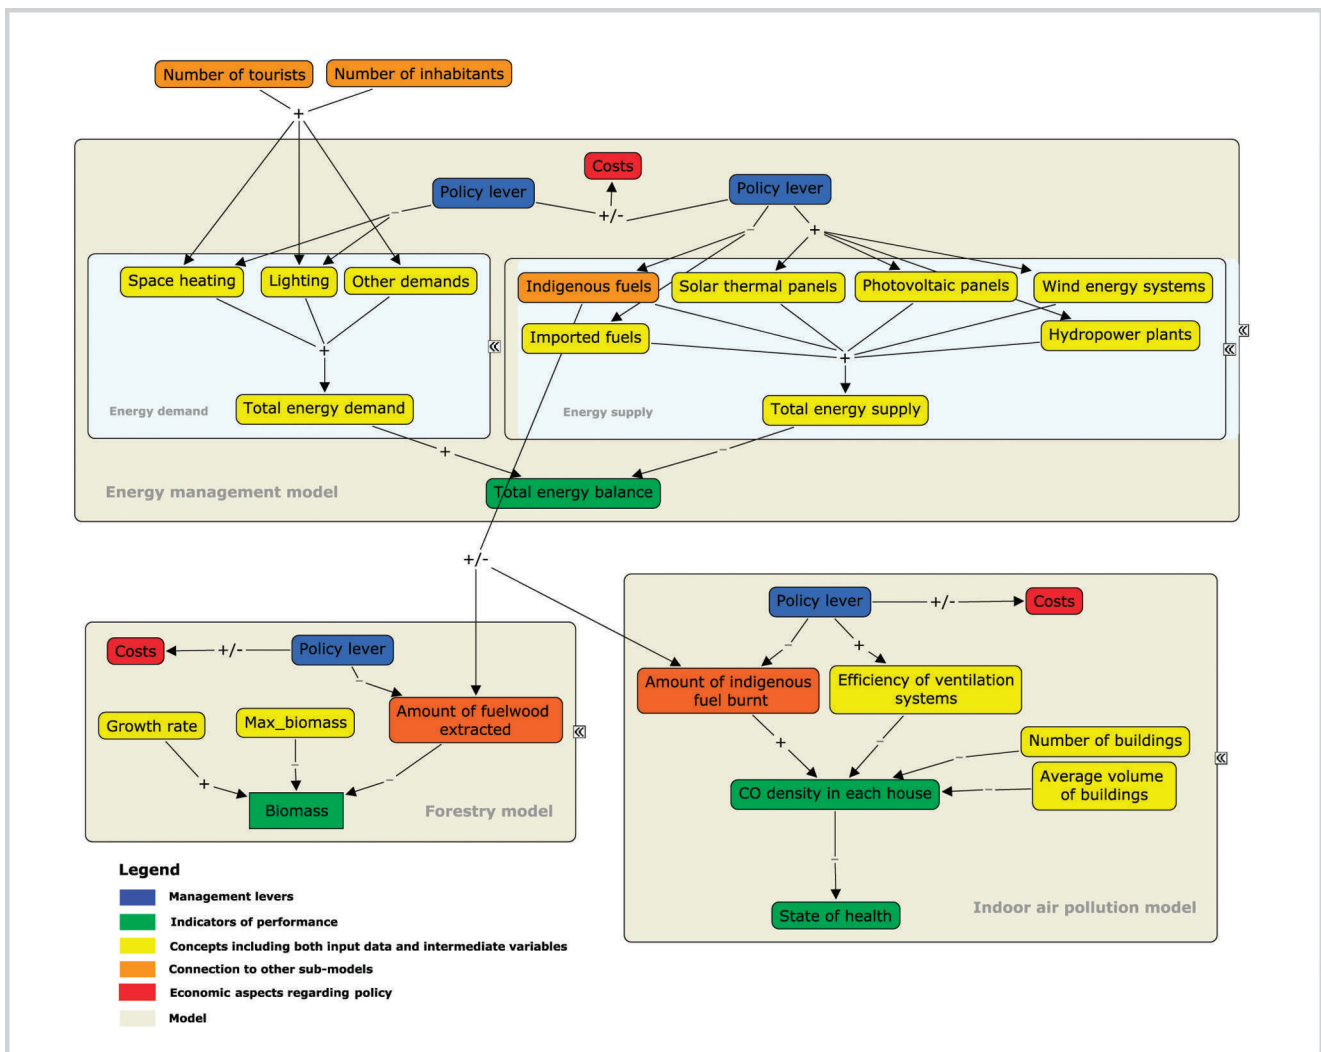 Number of tourists
Number of inhabitants
+
Costs
Policy lever
Policy lever
+/-
–
–
+
Space heating
Lighting
Other demands
Indigenous fuels
Solar thermal panels
Photovoltaic panels
Wind energy systems
Imported fuels
Hydropower plants
+
+
Total energy demand
Total energy supply
Energy demand
Energy supply
+
–
Energy management model
Total energy balance
+/-
Policy lever
+/-
Costs
Costs
+/-
Policy lever
–
+
–
Amount of indigenous
fuel burnt
Efficiency of ventilation
systems
Growth rate
Max_biomass
Amount of fuelwood
extracted
+
–
Number of buildings
–
+
–
–
Average volume
of buildings
–
CO density in each house
Biomass
Forestry model
–
State of health
Indoor air pollution model
Legend
Management levers
Indicators of performance
Concepts including both input data and intermediate variables
Connection to other sub-models
Economic aspects regarding policy
Model